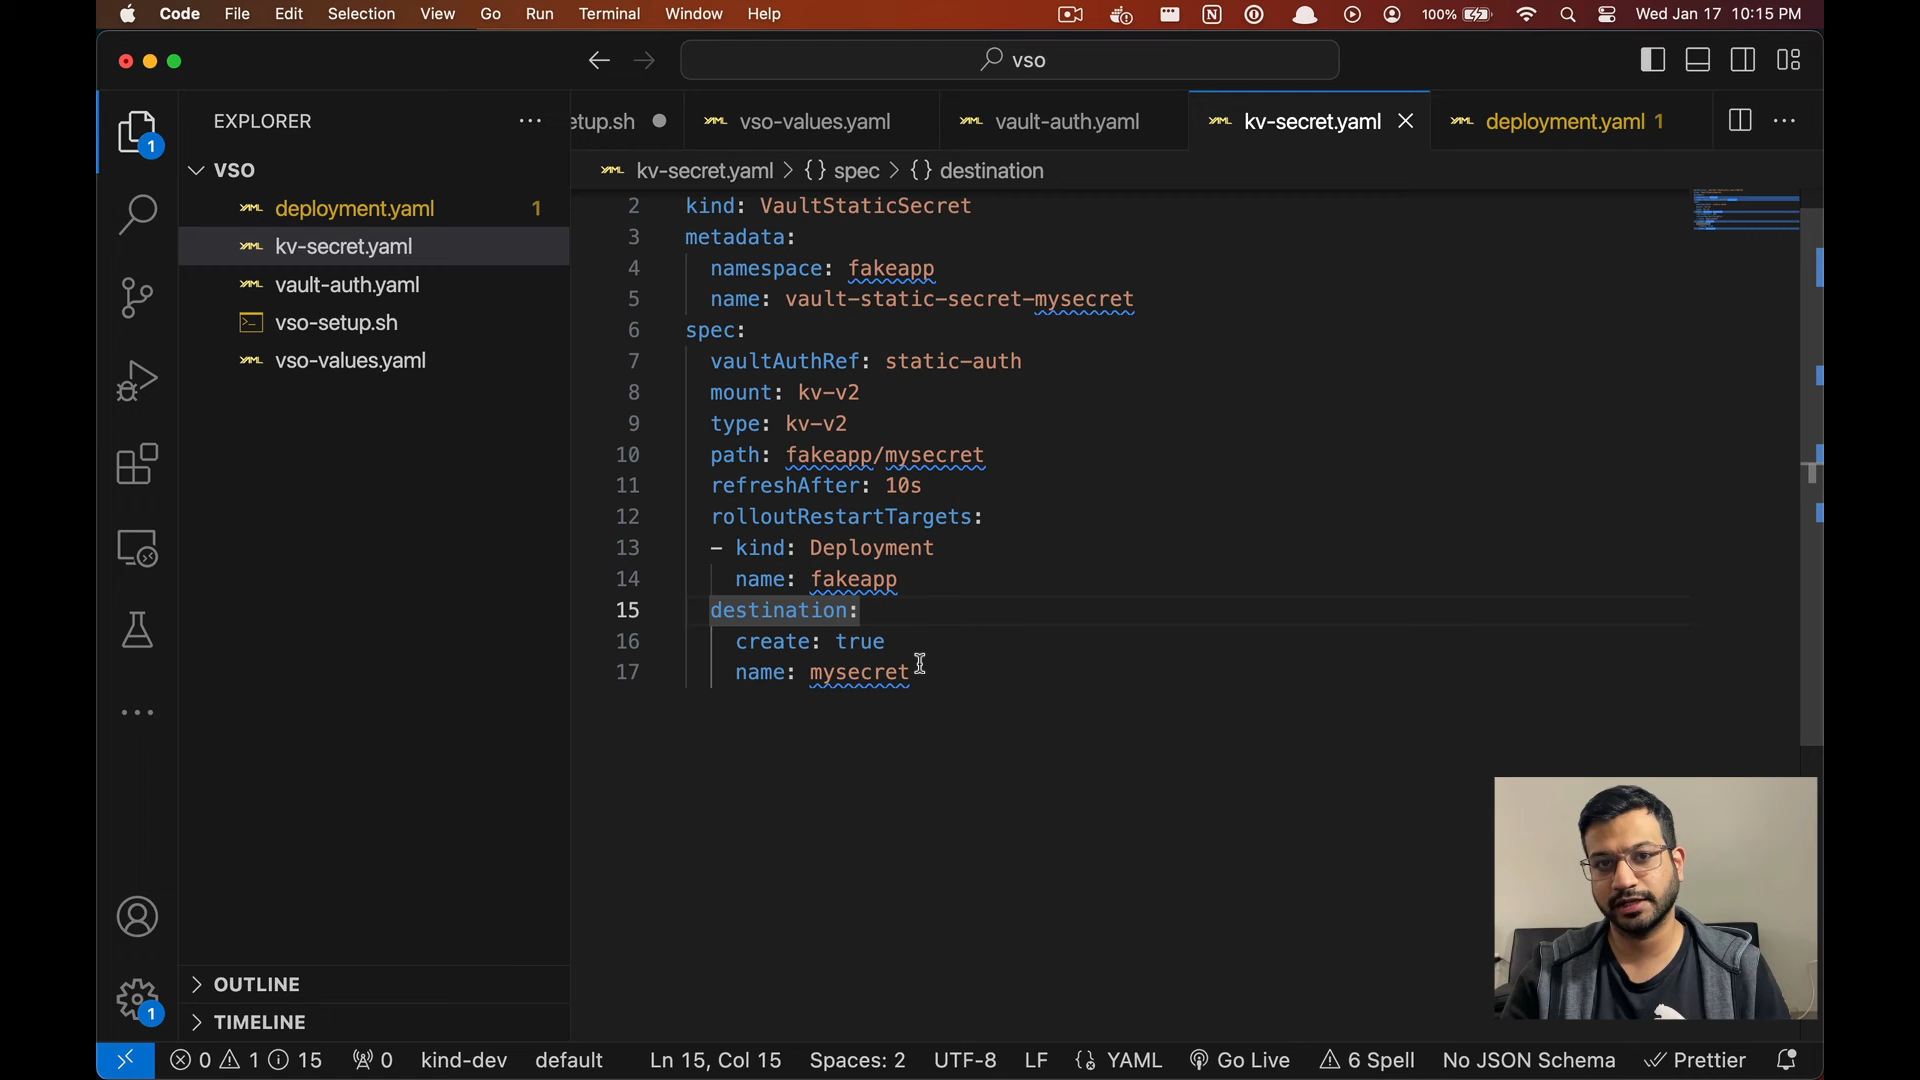 Code File Edit Selection View Go Run Terminal Window Help 100% Wed Jan 17 10:15 PM
vso
EXPLORER
etup.sh vso-values.yaml vault-auth.yaml kv-secret.yaml deployment.yaml 1
kv-secret.yaml > {} spec > {} destination
1
VSO
deployment.yaml 1
kv-secret.yaml
vault-auth.yaml
vso-setup.sh
vso-values.yaml
2 kind: VaultStaticSecret
3 metadata:
4 namespace: fakeapp
5 name: vault-static-secret-mysecret
6 spec:
7 vaultAuthRef: static-auth
8 mount: kv-v2
9 type: kv-v2
10 path: fakeapp/mysecret
11 refreshAfter: 10s
12 rolloutRestartTargets:
13 - kind: Deployment
14 name: fakeapp
15 destination:
16 create: true
17 name: mysecret
OUTLINE
TIMELINE
1
0 1 15 0 kind-dev default Ln 15, Col 15 Spaces: 2 UTF-8 LF {} YAML Go Live 6 Spell No JSON Schema Prettier